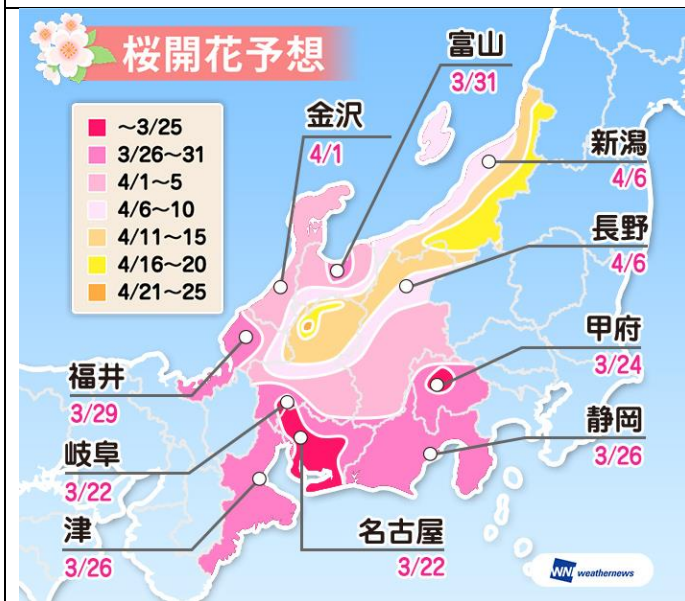 桜開花予想
富山
3/31
金沢
4/1
新潟
4/6
長野
4/6
甲府
3/24
静岡
3/26
名古屋
3/22
津
3/26
岐阜
3/22
福井
3/29
～3/25
3/26～31
4/1～5
4/6～10
4/11～15
4/16～20
4/21～25
WNI weathernews